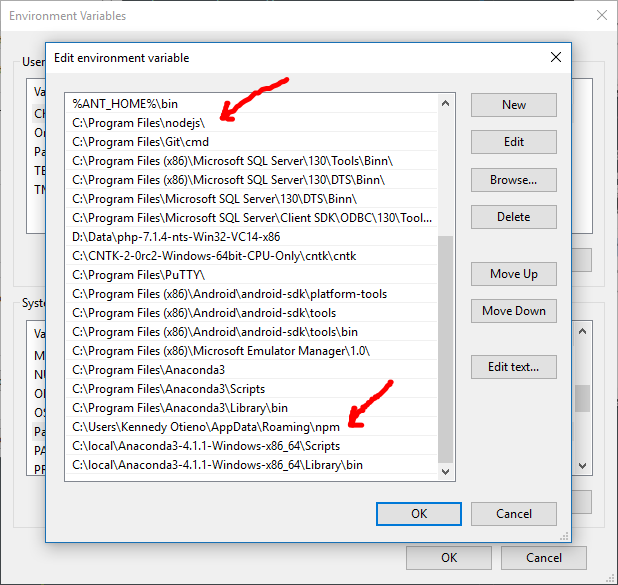 Environment Variables
Edit environment variable
User
Va
Ch
On
Pa
TE
TN
%ANT_HOME%\bin
C:\Program Files\nodejs\
C:\Program Files\Git\cmd
C:\Program Files (x86)\Microsoft SQL Server\130\Tools\Binn\
C:\Program Files (x86)\Microsoft SQL Server\130\DTS\Binn\
C:\Program Files\Microsoft SQL Server\130\DTS\Binn\
C:\Program Files\Microsoft SQL Server\Client SDK\ODBC\130\Tool...
D:\Data\php-7.1.4-nts-Win32-VC14-x86
C:\CNTK-2-0rc2-Windows-64bit-CPU-Only\cntk\cntk
C:\Program Files\PuTTY\
C:\Program Files (x86)\Android\android-sdk\platform-tools
C:\Program Files (x86)\Android\android-sdk\tools
C:\Program Files (x86)\Android\android-sdk\tools\bin
C:\Program Files (x86)\Microsoft Emulator Manager\1.0\
C:\Program Files\Anaconda3
C:\Program Files\Anaconda3\Scripts
C:\Program Files\Anaconda3\Library\bin
C:\Users\Kennedy Otieno\AppData\Roaming\npm
C:\local\Anaconda3-4.1.1-Windows-x86_64\Scripts
C:\local\Anaconda3-4.1.1-Windows-x86_64\Library\bin
New
Edit
Browse...
Delete
Move Up
Move Down
Edit text...
Syste
Va
M
NU
OS
Pa
PA
PR
OK
Cancel
OK
Cancel